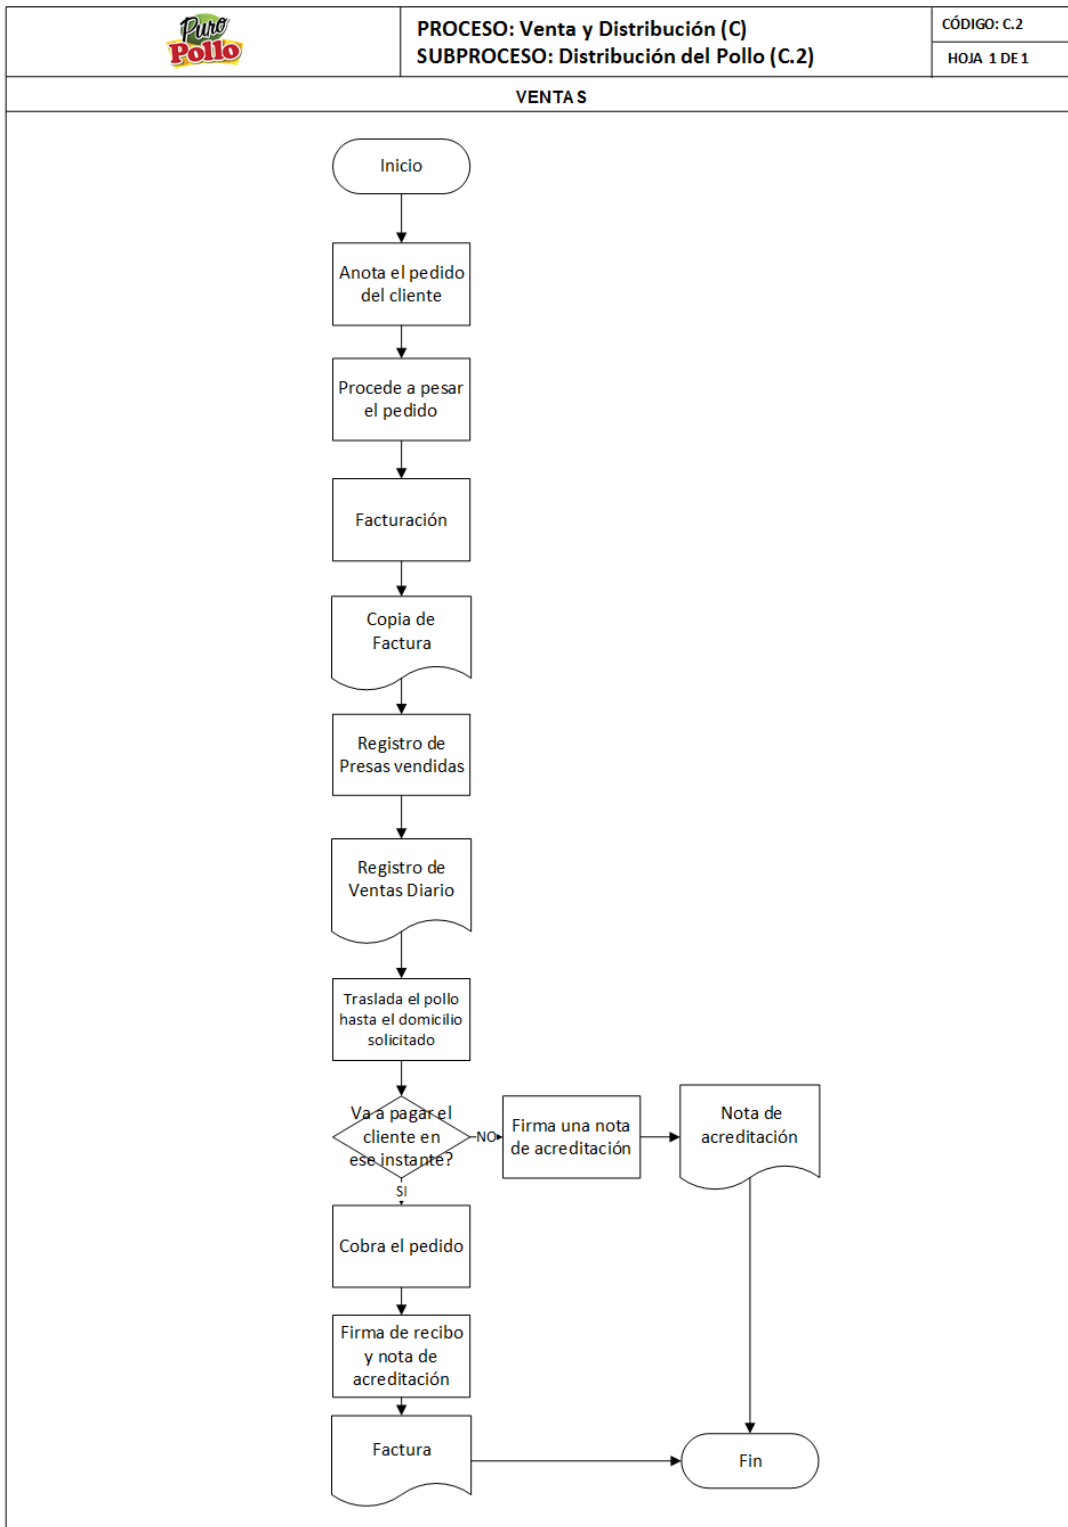 Puro
Pollo
PROCESO: Venta y Distribución (C)
SUBPROCESO: Distribución del Pollo (C.2)
CÓDIGO: C.2
HOJA 1 DE 1
VENTAS
Inicio
Anota el pedido
del cliente
Procede a pesar
el pedido
Facturación
Copia de
Factura
Registro de
Presas vendidas
Registro de
Ventas Diario
Traslada el pollo
hasta el domicilio
solicitado
Va a pagar el
cliente en
ese instante?
NO
Firma una nota
de acreditación
Nota de
acreditación
SI
Cobra el pedido
Firma de recibo
y nota de
acreditación
Factura
Fin